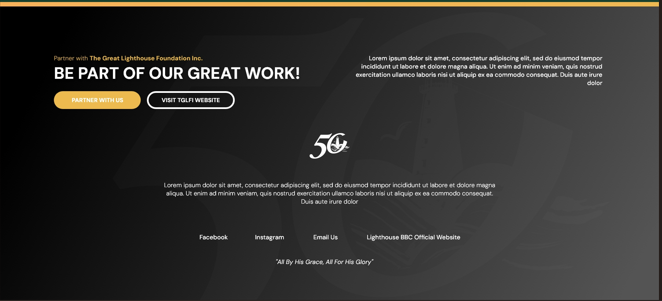 Partner with The Great Lighthouse Foundation Inc.
BE PART OF OUR GREAT WORK!
PARTNER WITH US
VISIT TGLFI WEBSITE
Lorem ipsum dolor sit amet, consectetur adipiscing elit, sed do eiusmod tempor
incididunt ut labore et dolore magna aliqua. Ut enim ad minim veniam, quis nostrud
exercitation ullamco laboris nisi ut aliquip ex ea commodo consequat. Duis aute irure
dolor
50
Lorem ipsum dolor sit amet, consectetur adipiscing elit, sed do eiusmod tempor incididunt ut labore et dolore magna
aliqua. Ut enim ad minim veniam, quis nostrud exercitation ullamco laboris nisi ut aliquip ex ea commodo consequat.
Duis aute irure dolor
Facebook
Instagram
Email Us
Lighthouse BBC Official Website
"All By His Grace, All For His Glory"